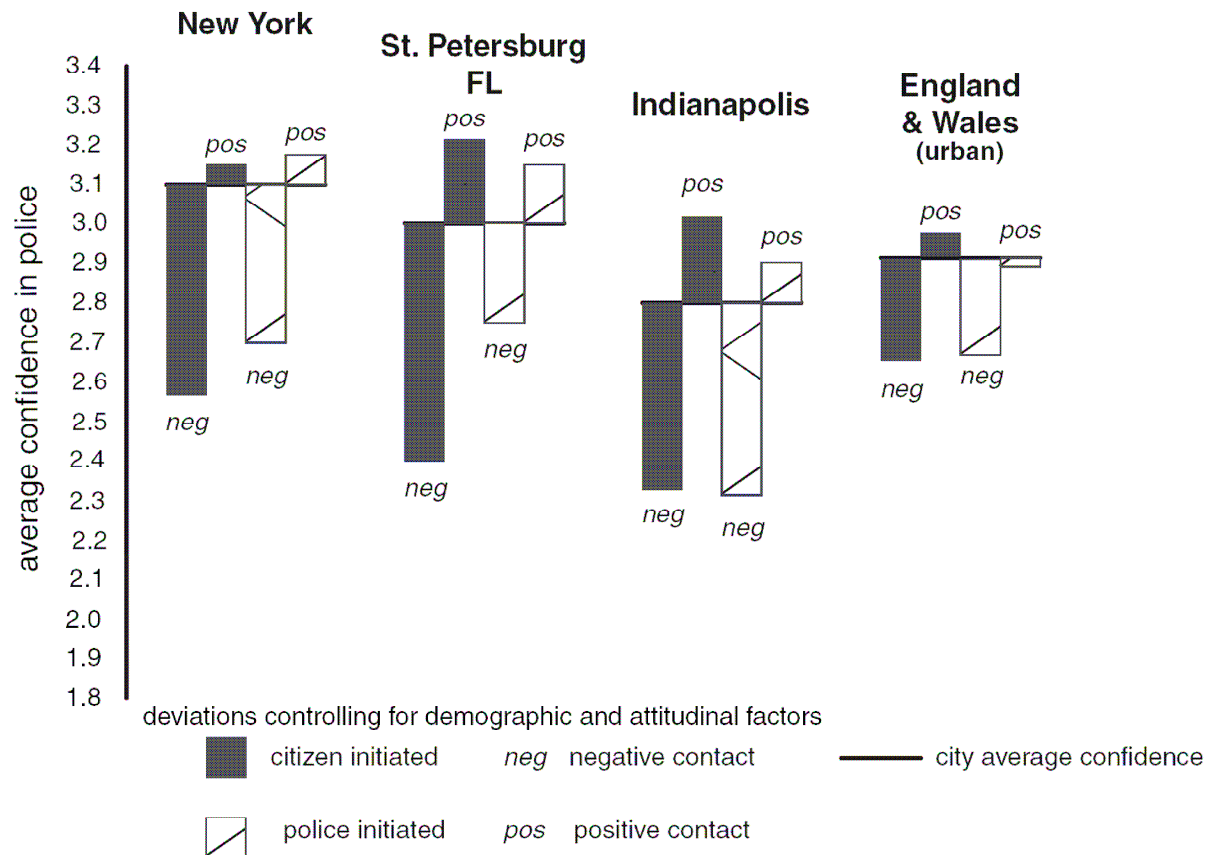 New York
St. Petersburg
FL
Indianapolis
England
& Wales
(urban)
average confidence in police
3.4
3.3
3.2
3.1
3.0
2.9
2.8
2.7
2.6
2.5
2.4
2.3
2.2
2.1
2.0
1.9
1.8
neg
pos
neg
pos
neg
pos
neg
pos
neg
pos
neg
pos
neg
pos
neg
pos
deviations controlling for demographic and attitudinal factors
citizen initiated
neg negative contact
city average confidence
police initiated
pos positive contact